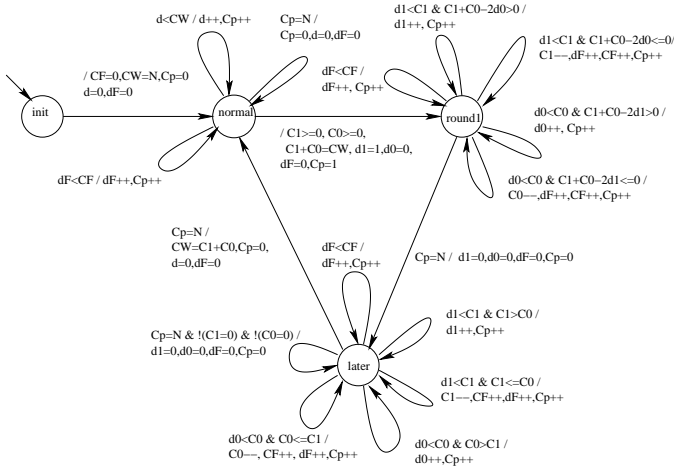 d<CW / d++,Cp++
Cp=N /
Cp=0,d=0,dF=0
d1<C1 & C1+C0−2d0>0 /
d1++, Cp++
d1<C1 & C1+C0−2d0<=0/
C1−−,dF++,CF++,Cp++
/ CF=0,CW=N,Cp=0
d=0,dF=0
dF<CF /
dF++, Cp++
init
normal
round1
d0<C0 & C1+C0−2d1>0 /
d0++, Cp++
/ C1>=0, C0>=0,
C1+C0=CW, d1=1,d0=0,
dF=0,Cp=1
dF<CF / dF++,Cp++
d0<C0 & C1+C0−2d1<=0 /
C0−−,dF++,CF++,Cp++
Cp=N /
CW=C1+C0,Cp=0,
d=0,dF=0
dF<CF /
dF++,Cp++
Cp=N / d1=0,d0=0,dF=0,Cp=0
d1<C1 & C1>C0 /
d1++,Cp++
Cp=N & !(C1=0) & !(C0=0) /
d1=0,d0=0,dF=0,Cp=0
later
d1<C1 & C1<=C0 /
C1−−,CF++,dF++,Cp++
d0<C0 & C0<=C1 /
C0−−, CF++, dF++,Cp++
d0<C0 & C0>C1 /
d0++,Cp++